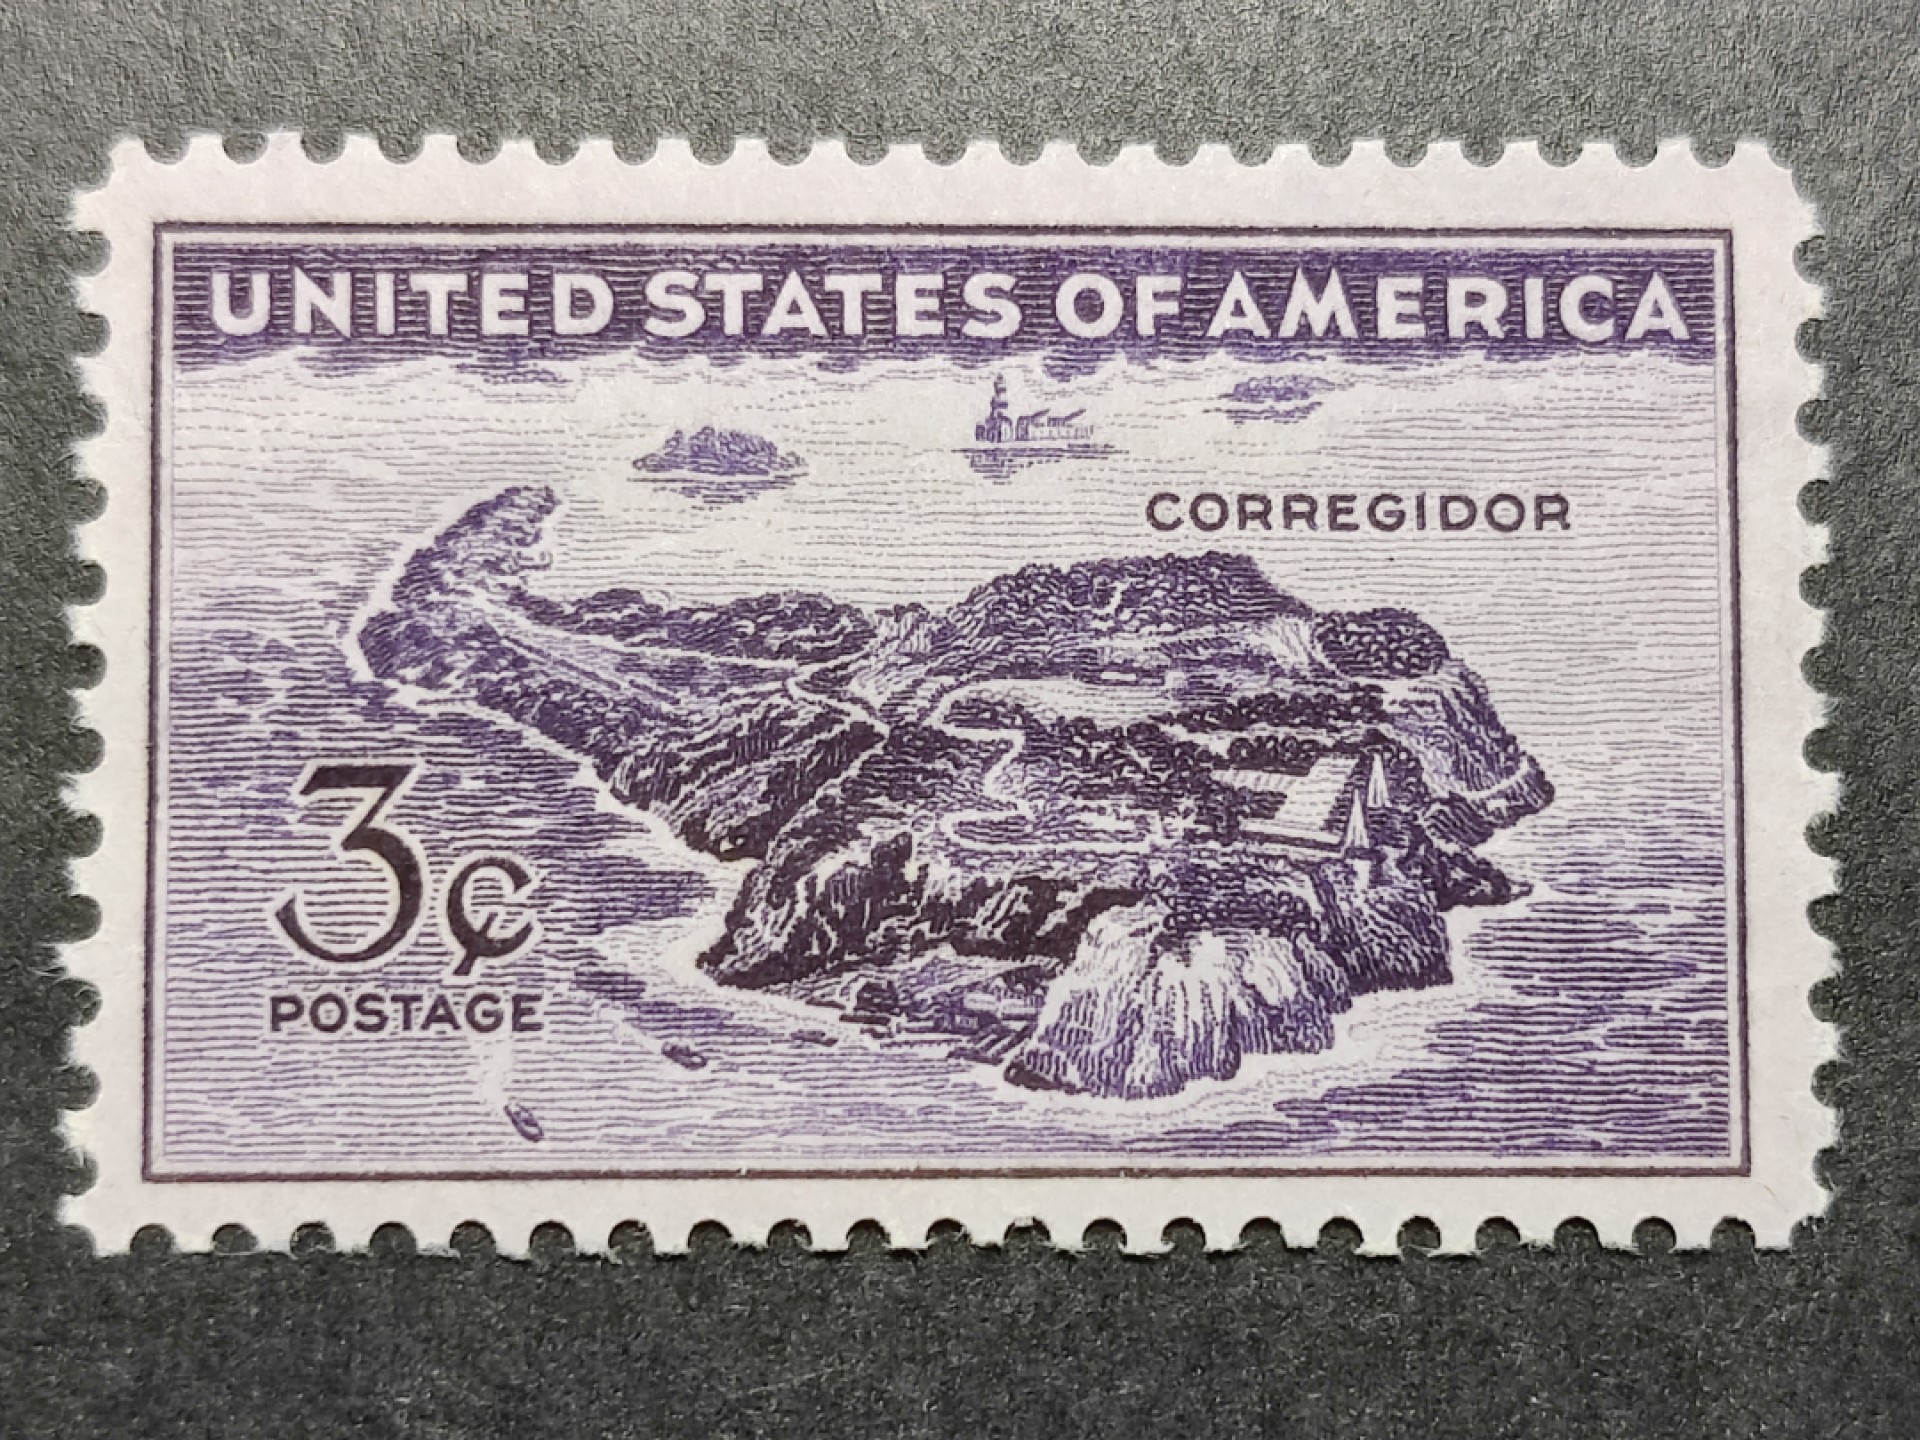 UNITED STATES OF AMERICA
CORREGIDOR
3¢
POSTAGE